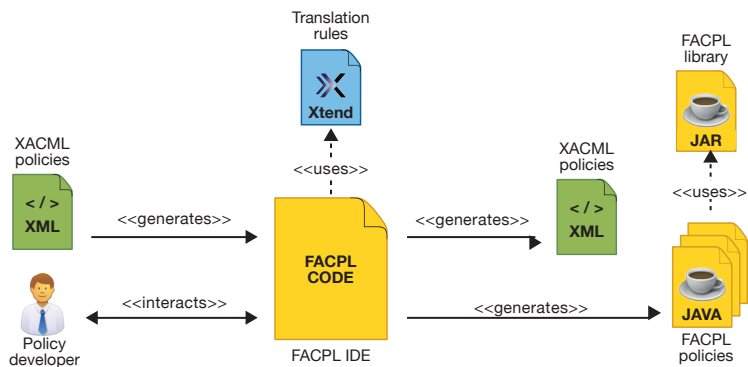 Translation
rules
Xtend
<<uses>>
XACML
policies
</>
XML
<<generates>>
Policy
developer
<<interacts>>
FACPL
CODE
FACPL IDE
<<generates>>
XACML
policies
</>
XML
<<generates>>
FACPL
library
JAR
<<uses>>
JAVA
FACPL
policies